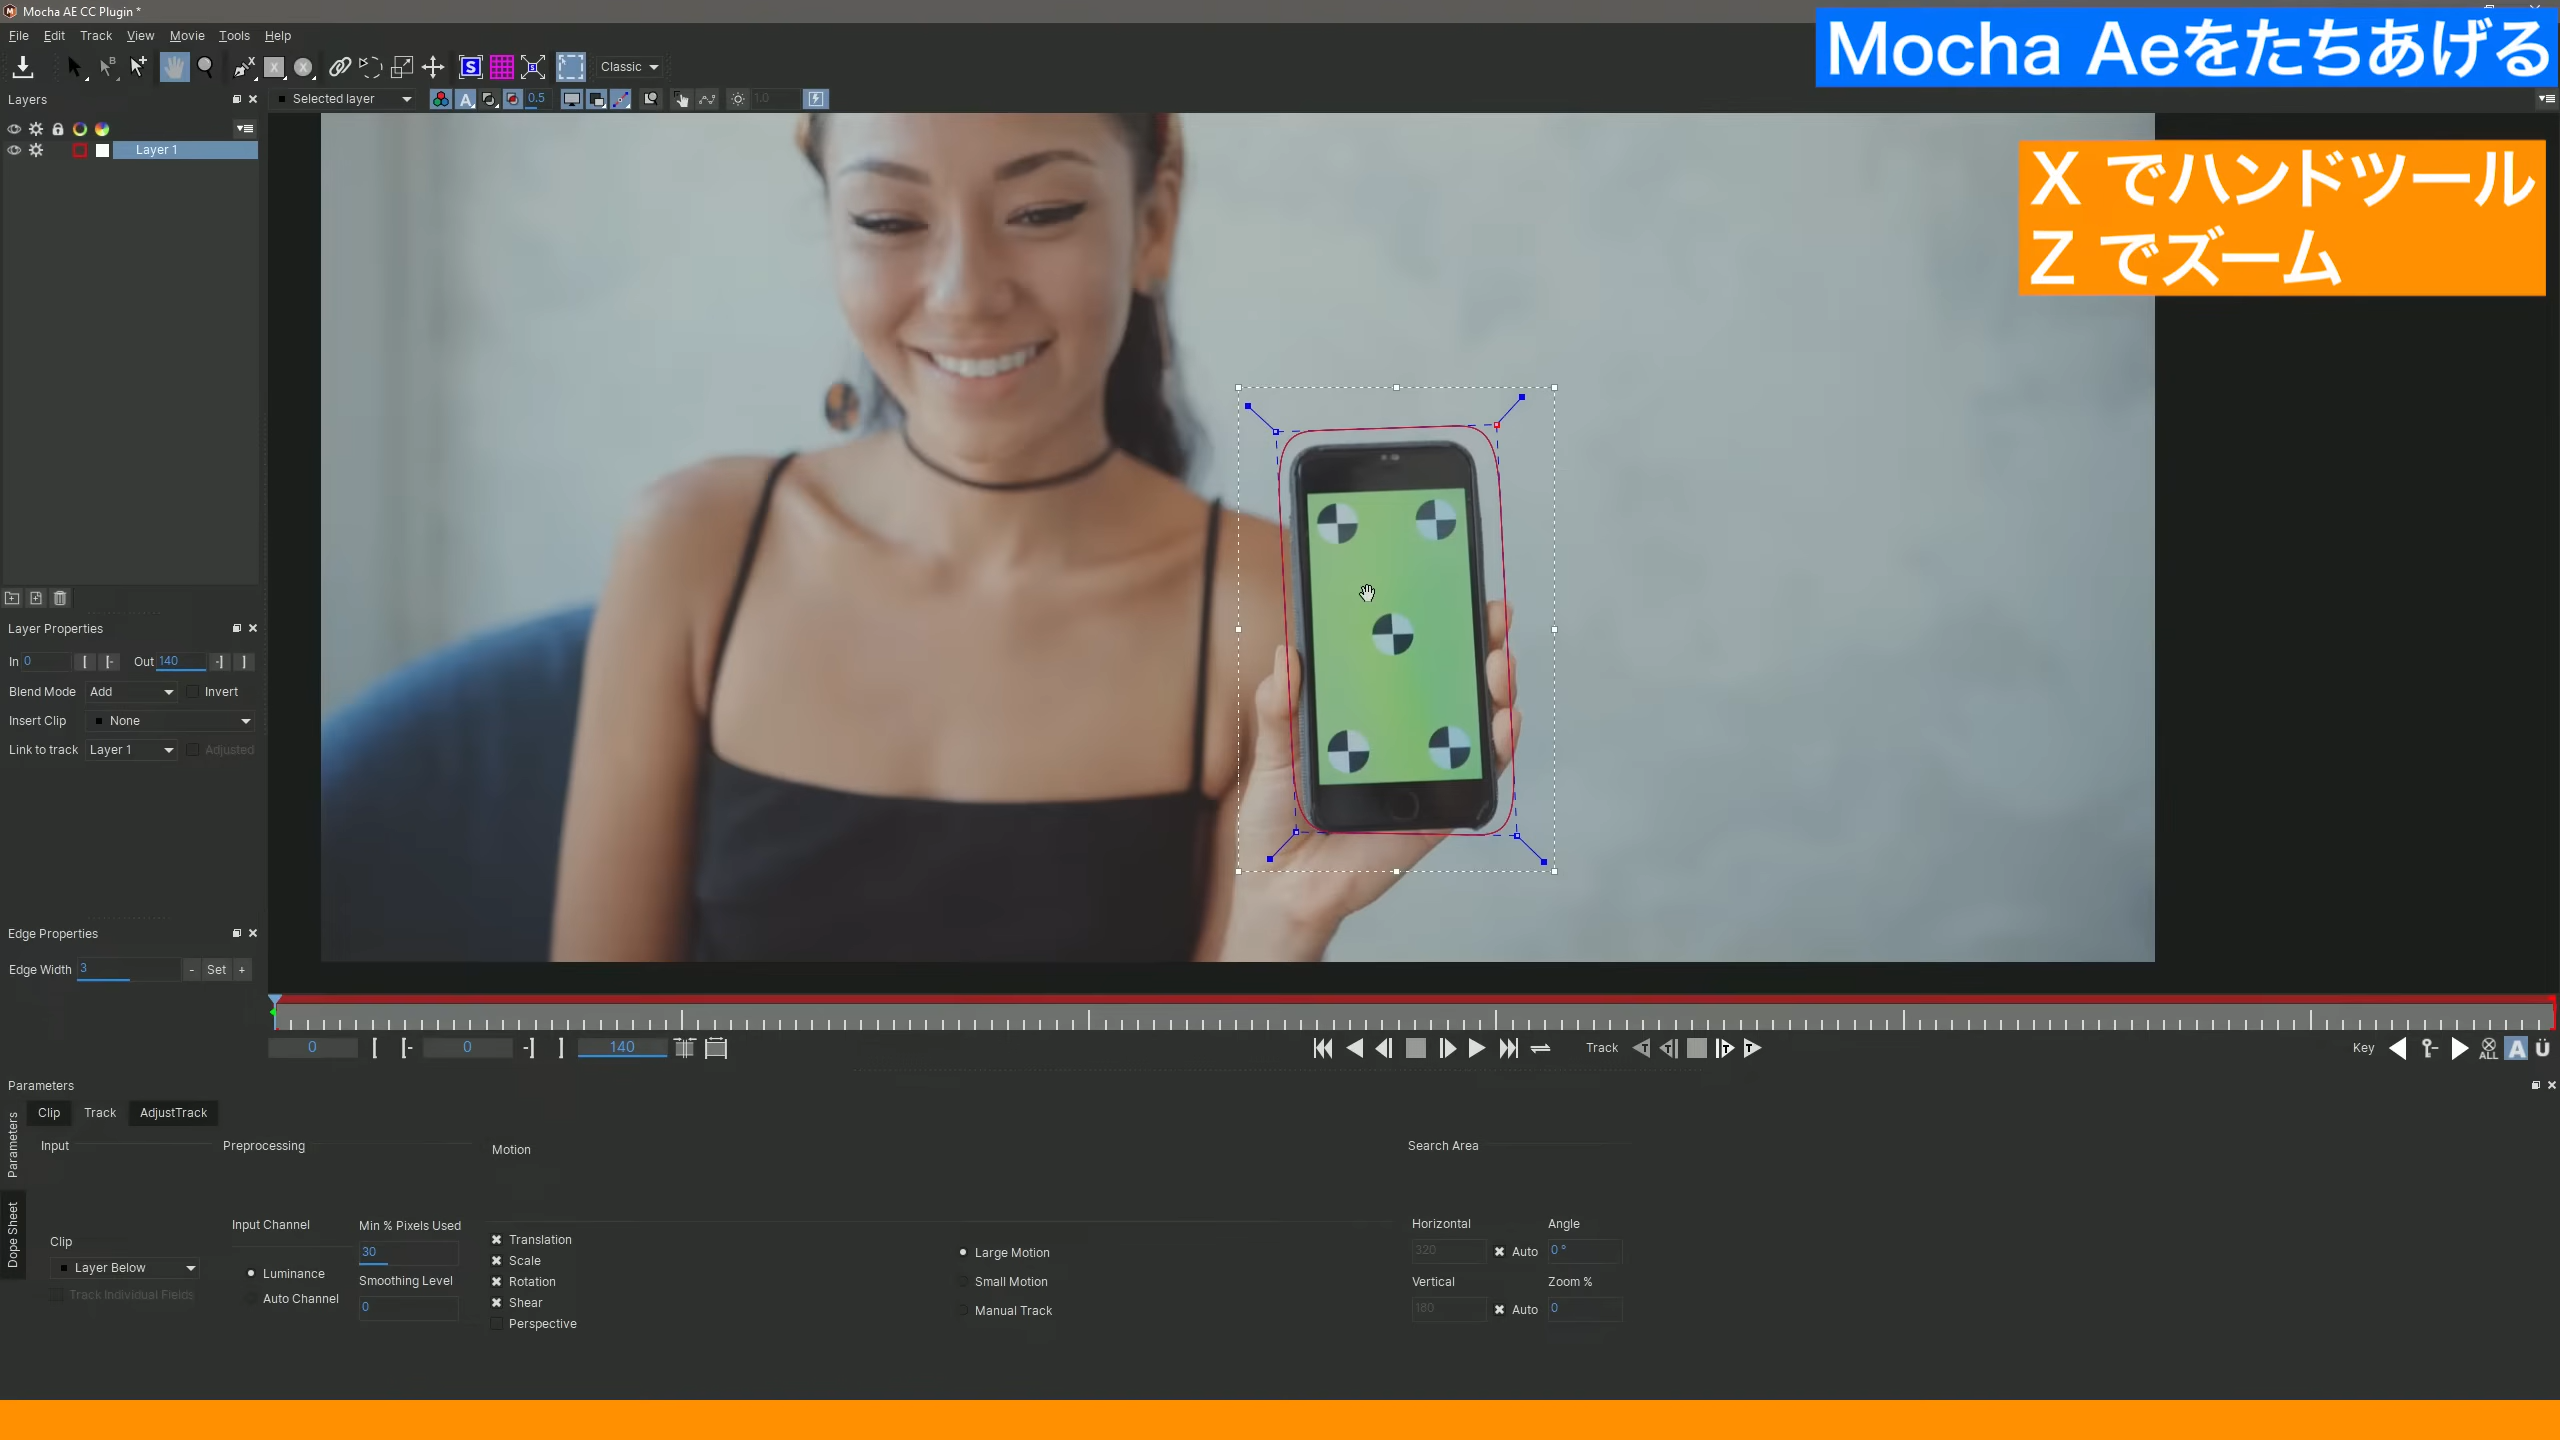 Mocha AE CC Plugin *
File Edit Track View Movie Tools Help
Mocha Aeをたちあげる
Classic
Layers
Selected layer
0.5
1.0
X でハンドツール
Z でズーム
Layer 1
Layer Properties
In 0 [ [- Out 140 -] ]
Blend Mode Add Invert
Insert Clip None
Link to track Layer 1 Adjusted
Edge Properties
Edge Width 3 - Set +
0 [ [- 0 -] ] 140
Track
Key
ALL
Parameters
Clip Track AdjustTrack
Parameters
Dope Sheet
Input
Preprocessing
Motion
Search Area
Clip
Layer Below
Track Individual Fields
Input Channel
Luminance
Auto Channel
Min % Pixels Used
30
Smoothing Level
0
Translation
Scale
Rotation
Shear
Perspective
Large Motion
Small Motion
Manual Track
Horizontal
320 Auto
Angle
0 °
Vertical
180 Auto
Zoom %
0